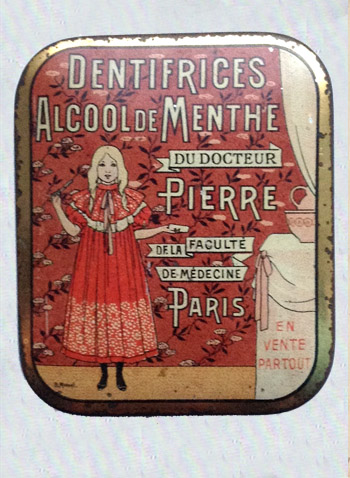 DENTIFRICES
ALCOOL DE MENTHE
DU DOCTEUR
PIERRE
DE LA FACULTÉ
DE MÉDECINE
PARIS
EN
VENTE
PARTOUT